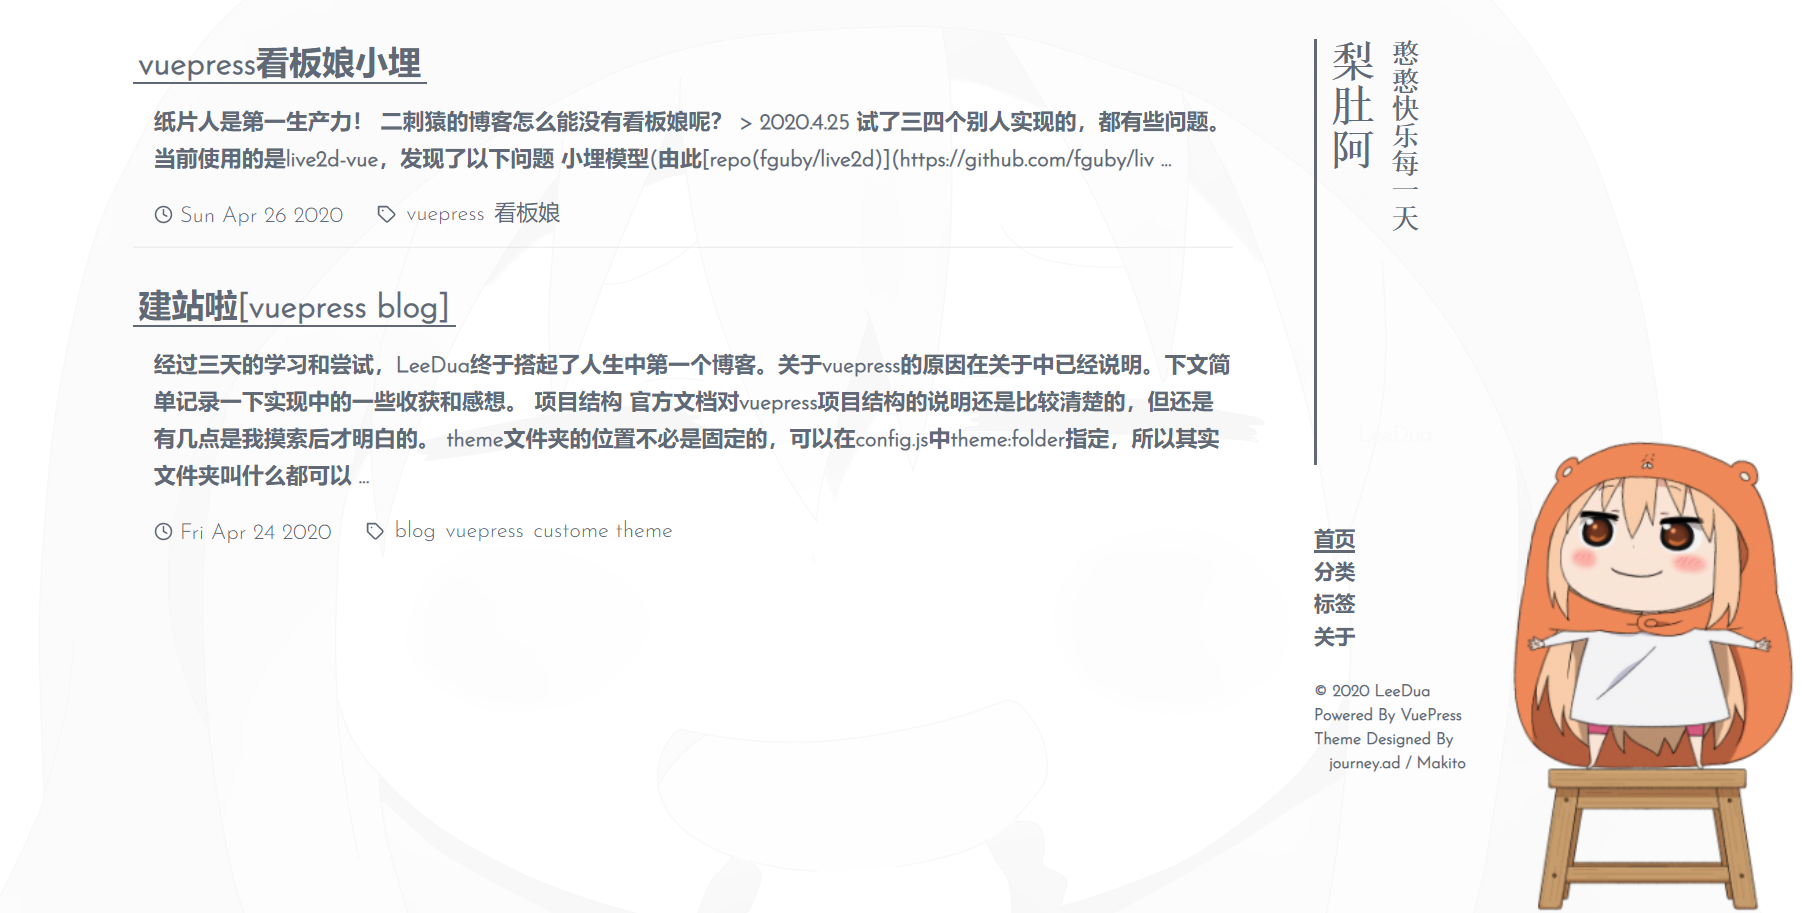 vuepress看板娘小埋
纸片人是第一生产力！ 二刺猿的博客怎么能没有看板娘呢？ > 2020.4.25 试了三四个别人实现的，都有些问题。
当前使用的是live2d-vue，发现了以下问题 小埋模型(由此[repo(fguby/live2d)](https://github.com/fguby/liv ...
Sun Apr 26 2020 vuepress 看板娘
建站啦[vuepress blog]
经过三天的学习和尝试，LeeDua终于搭起了人生中第一个博客。关于vuepress的原因在关于中已经说明。下文简
单记录一下实现中的一些收获和感想。 项目结构 官方文档对vuepress项目结构的说明还是比较清楚的，但还是
有几点是我摸索后才明白的。 theme文件夹的位置不必是固定的，可以在config.js中theme:folder指定，所以其实
文件夹叫什么都可以 ...
Fri Apr 24 2020 blog vuepress custome theme
憨憨快乐每一天
梨肚阿
LeeDua
首页
分类
标签
关于
© 2020 LeeDua
Powered By VuePress
Theme Designed By
journey.ad / Makito